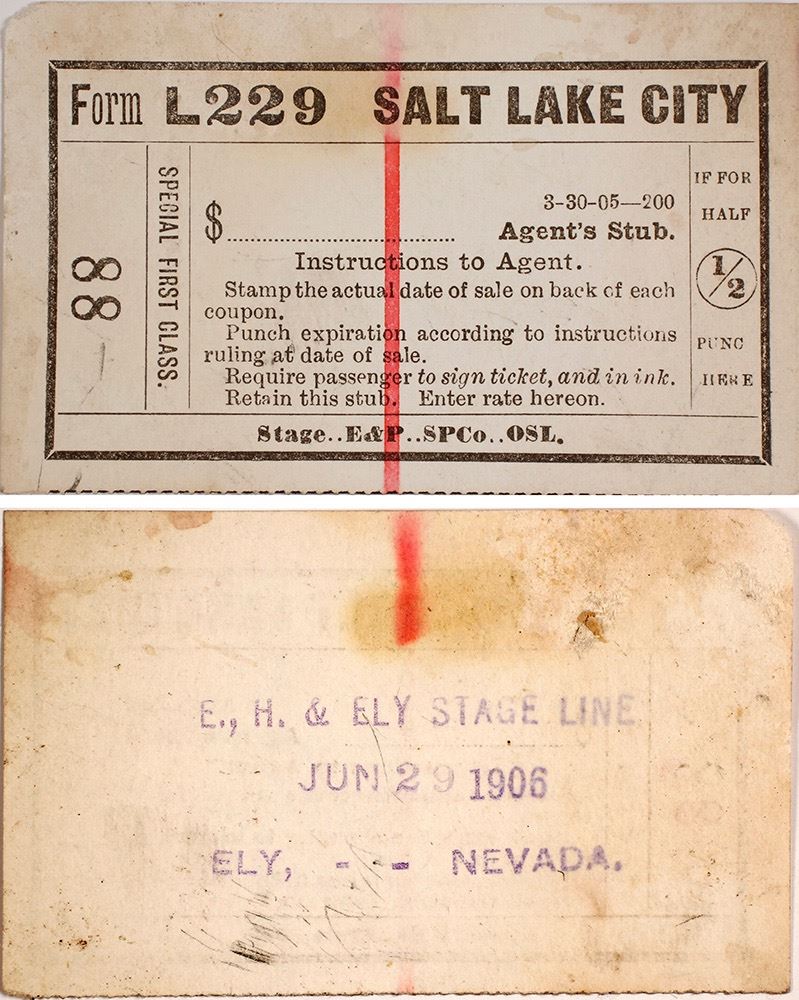 Form L229 SALT LAKE CITY
88
SPECIAL FIRST CLASS.
$
3-30-05—200
Agent's Stub.
Instructions to Agent.
Stamp the actual date of sale on back of each
coupon.
Punch expiration according to instructions
ruling at date of sale.
Require passenger to sign ticket, and in ink.
Retain this stub. Enter rate hereon.
IF FOR
HALF
1/2
PUNC
HERE
Stage..E&P..SPCo..OSL.
E., H. & ELY STAGE LINE
JUN 29 1906
ELY, - - NEVADA.